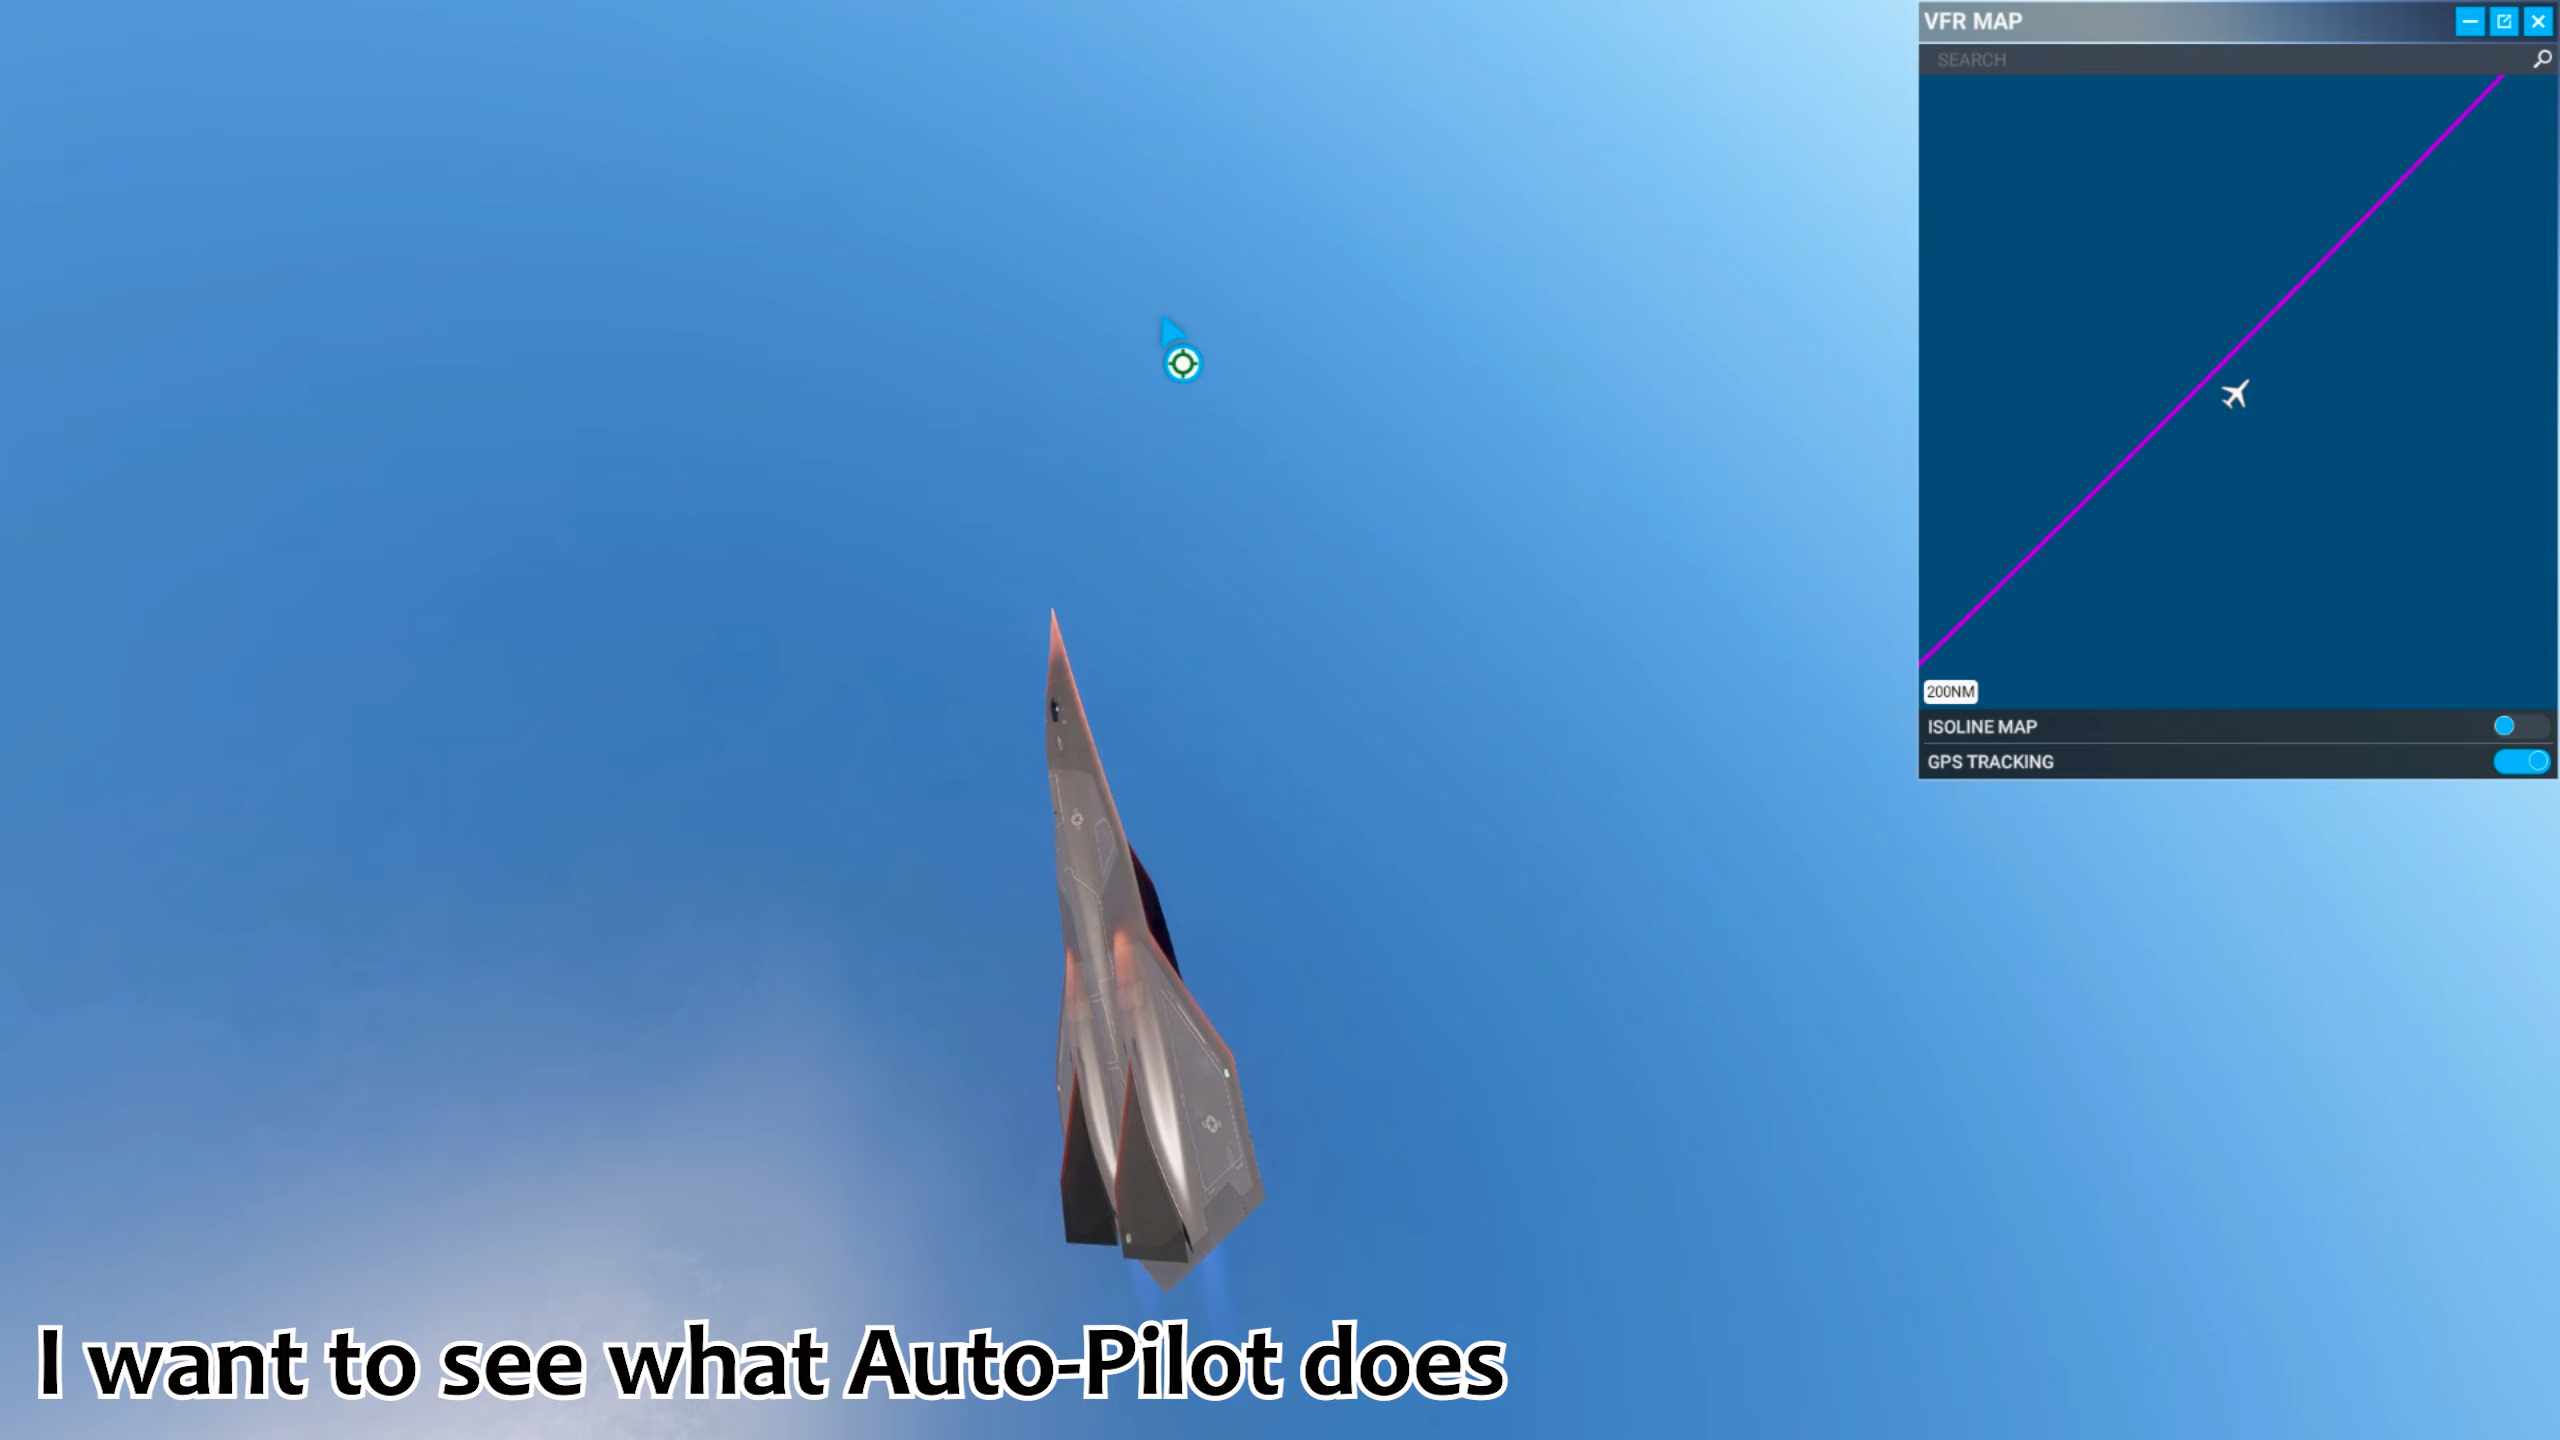 VFR MAP
SEARCH
200NM
ISOLINE MAP
GPS TRACKING
I want to see what Auto-Pilot does